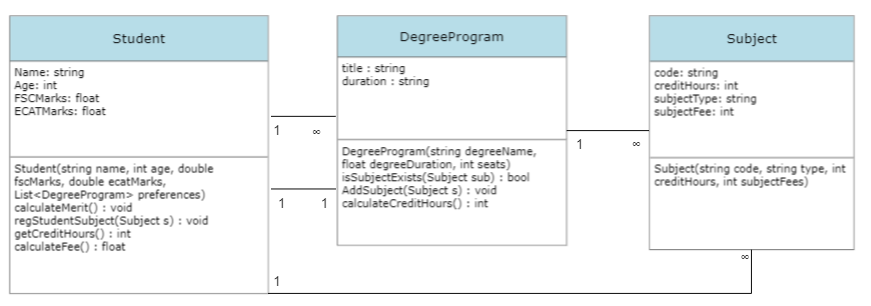 Student
Name: string
Age: int
FSCMarks: float
ECATMarks: float
Student(string name, int age, double
fscMarks, double ecatMarks,
List<DegreeProgram> preferences)
calculateMerit() : void
regStudentSubject(Subject s) : void
getCreditHours() : int
calculateFee() : float
1 ∞
1 1
1
DegreeProgram
title : string
duration : string
DegreeProgram(string degreeName,
float degreeDuration, int seats)
isSubjectExists(Subject sub) : bool
AddSubject(Subject s) : void
calculateCreditHours() : int
1 ∞
Subject
code: string
creditHours: int
subjectType: string
subjectFee: int
Subject(string code, string type, int
creditHours, int subjectFees)
∞